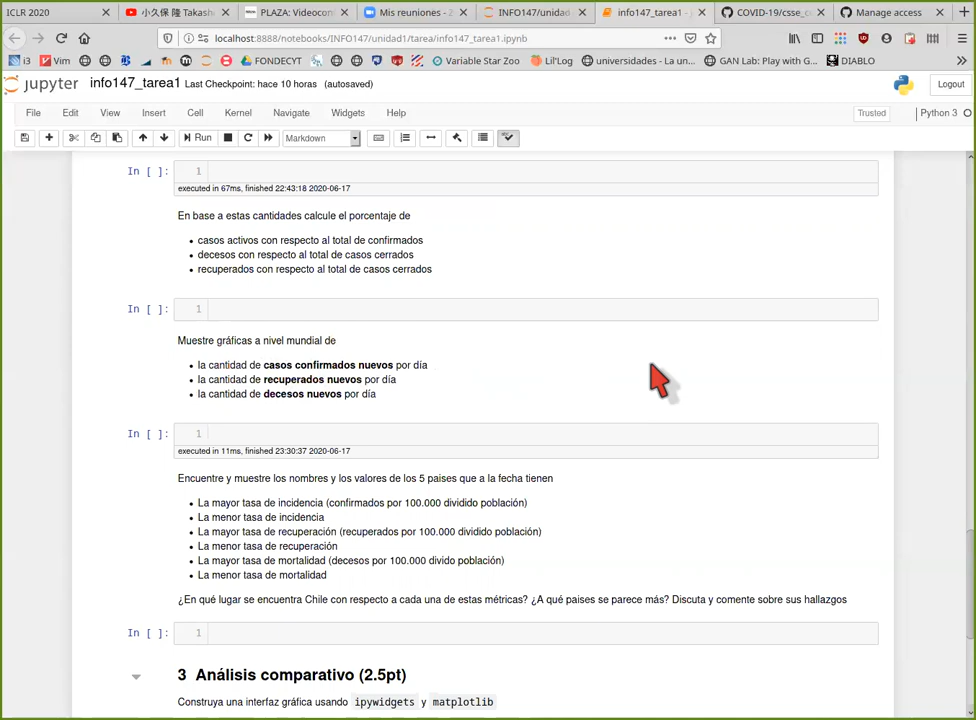 ICLR 2020
小久保 隆 Takash
PLAZA: Videocon
Mis reuniones - Z
INFO147/unidad
info147_tarea1 - J
COVID-19/csse_c
Manage access
localhost:8888/notebooks/INFO147/unidad1/tarea/info147_tarea1.ipynb
i3
Vim
FONDECYT
Variable Star Zoo
Lil'Log
universidades - La un...
GAN Lab: Play with G...
DIABLO
jupyter info147_tarea1 Last Checkpoint: hace 10 horas (autosaved)
Logout
File Edit View Insert Cell Kernel Navigate Widgets Help
Trusted
Python 3
Run
Markdown
In [ ]: 1
executed in 67ms, finished 22:43:18 2020-06-17
En base a estas cantidades calcule el porcentaje de
• casos activos con respecto al total de confirmados
• decesos con respecto al total de casos cerrados
• recuperados con respecto al total de casos cerrados
In [ ]: 1
Muestre gráficas a nivel mundial de
• la cantidad de casos confirmados nuevos por día
• la cantidad de recuperados nuevos por día
• la cantidad de decesos nuevos por día
In [ ]: 1
executed in 11ms, finished 23:30:37 2020-06-17
Encuentre y muestre los nombres y los valores de los 5 paises que a la fecha tienen
• La mayor tasa de incidencia (confirmados por 100.000 dividido población)
• La menor tasa de incidencia
• La mayor tasa de recuperación (recuperados por 100.000 dividido población)
• La menor tasa de recuperación
• La mayor tasa de mortalidad (decesos por 100.000 divido población)
• La menor tasa de mortalidad
¿En qué lugar se encuentra Chile con respecto a cada una de estas métricas? ¿A qué paises se parece más? Discuta y comente sobre sus hallazgos
In [ ]: 1
3 Análisis comparativo (2.5pt)
Construya una interfaz gráfica usando ipywidgets y matplotlib